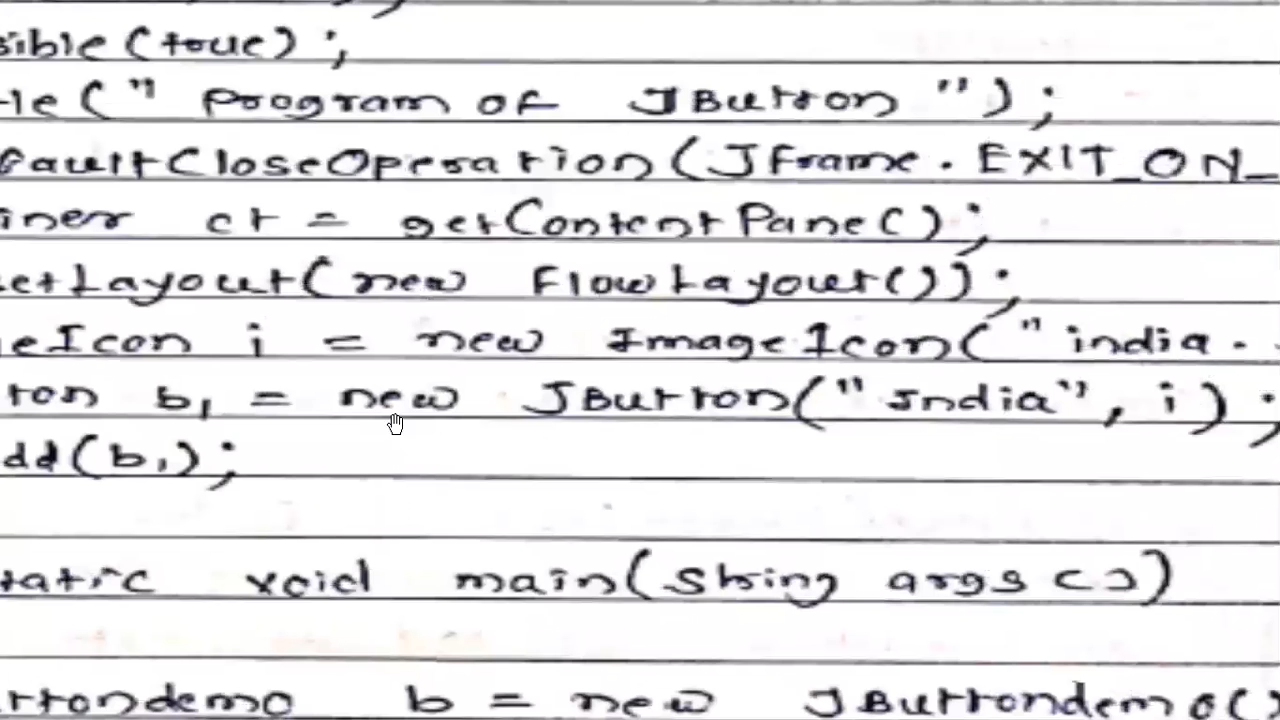 sible(true);
tle(" Program of JButton ");
faultCloseOperation(JFrame.EXIT_ON_
iner ct = getContentPane();
etLayout(new FlowLayout());
eIcon i = new ImageIcon("india.
ton b1 = new JButton("India", i);
dd(b1);
tatic void main(String args[])
ttondemo b = new JButtondemo()